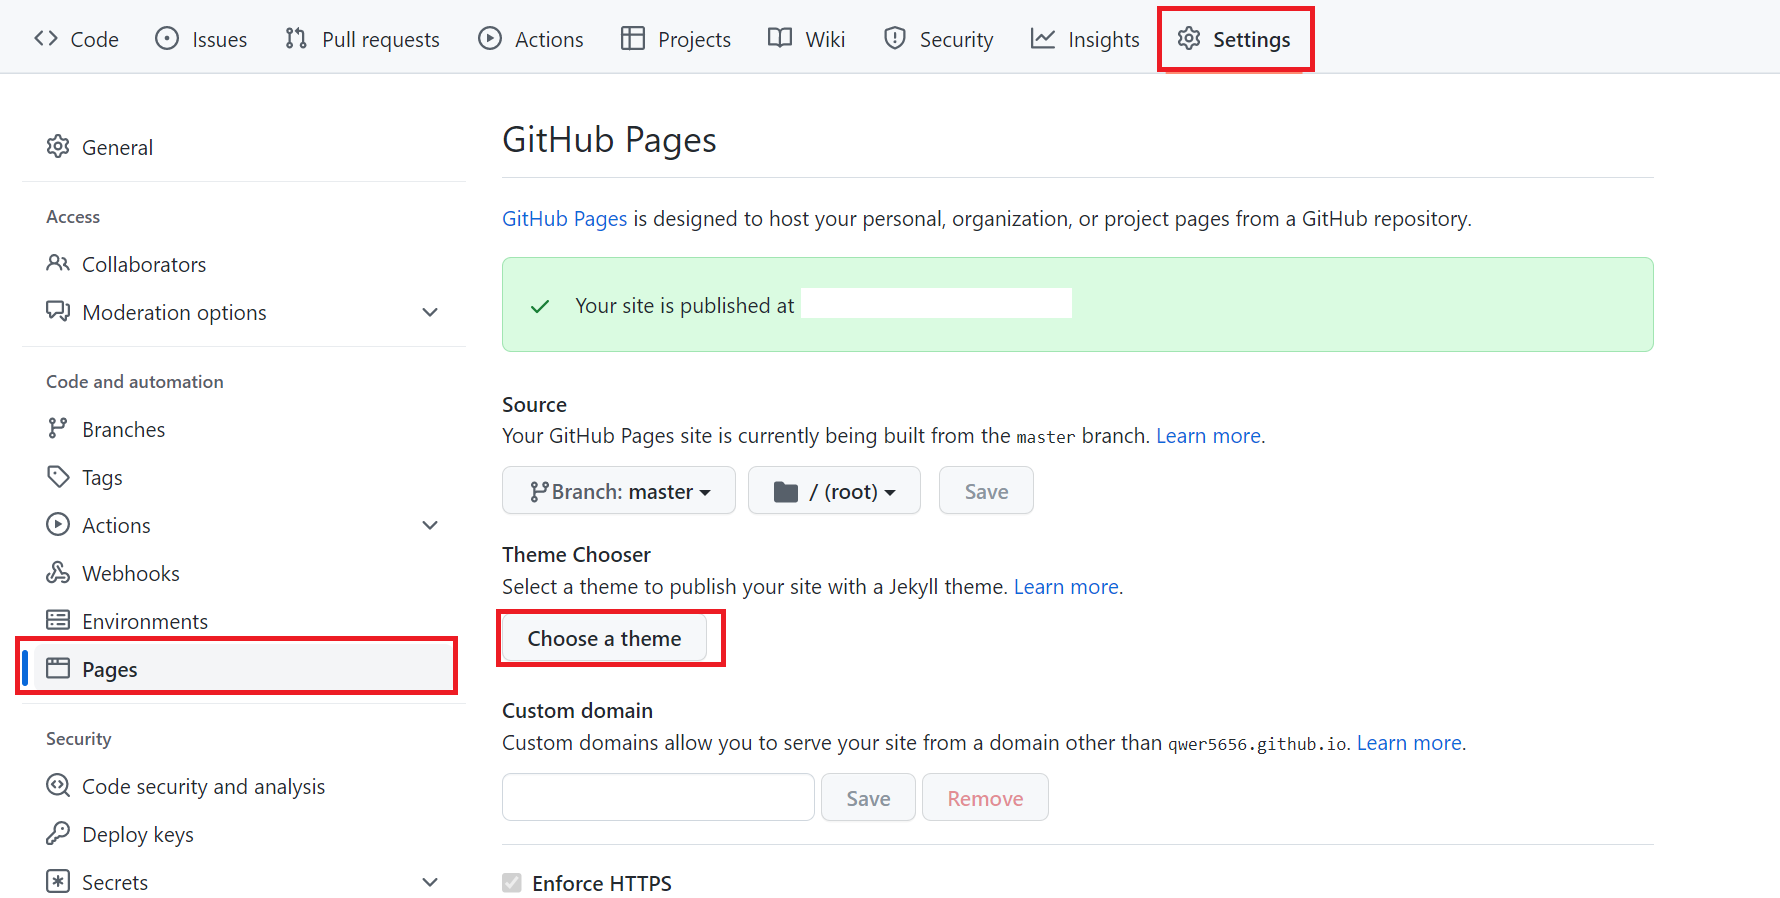 Code Issues Pull requests Actions Projects Wiki Security Insights Settings
General
Access
Collaborators
Moderation options
Code and automation
Branches
Tags
Actions
Webhooks
Environments
Pages
Security
Code security and analysis
Deploy keys
Secrets
GitHub Pages
GitHub Pages is designed to host your personal, organization, or project pages from a GitHub repository.
Your site is published at
Source
Your GitHub Pages site is currently being built from the master branch. Learn more.
Branch: master / (root) Save
Theme Chooser
Select a theme to publish your site with a Jekyll theme. Learn more.
Choose a theme
Custom domain
Custom domains allow you to serve your site from a domain other than qwer5656.github.io. Learn more.
Save Remove
Enforce HTTPS